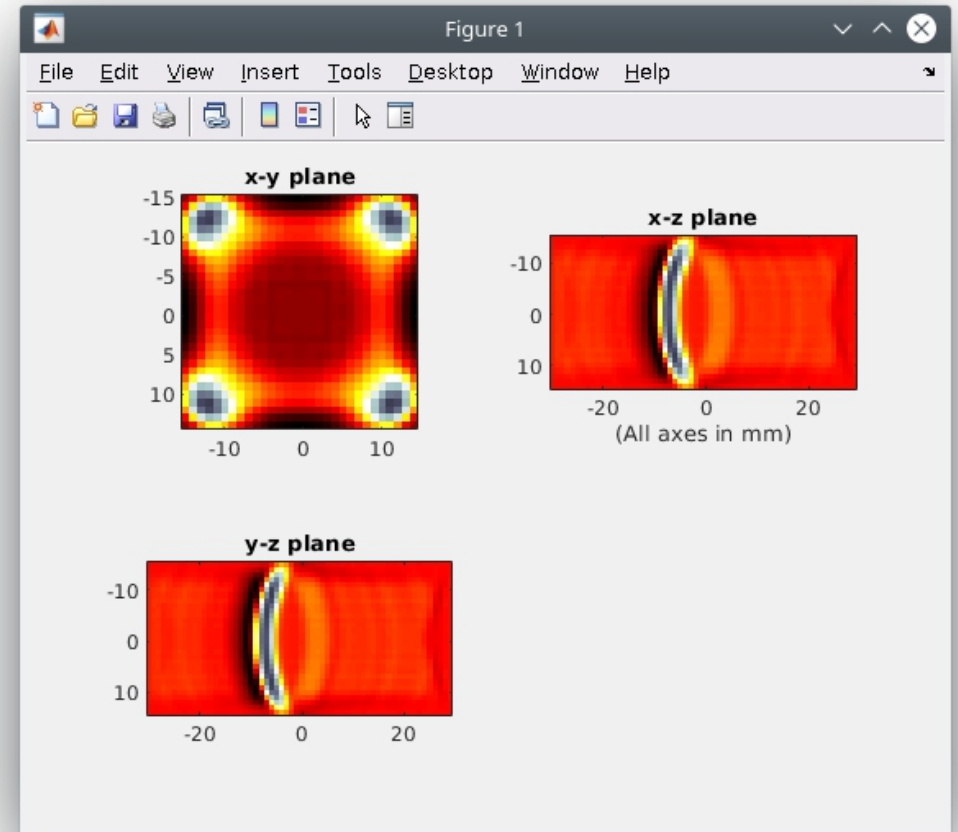 Figure 1
File Edit View Insert Tools Desktop Window Help
x-y plane
-15
-10
-5
0
5
10
-10 0 10
x-z plane
-10
0
10
-20 0 20
(All axes in mm)
y-z plane
-10
0
10
-20 0 20